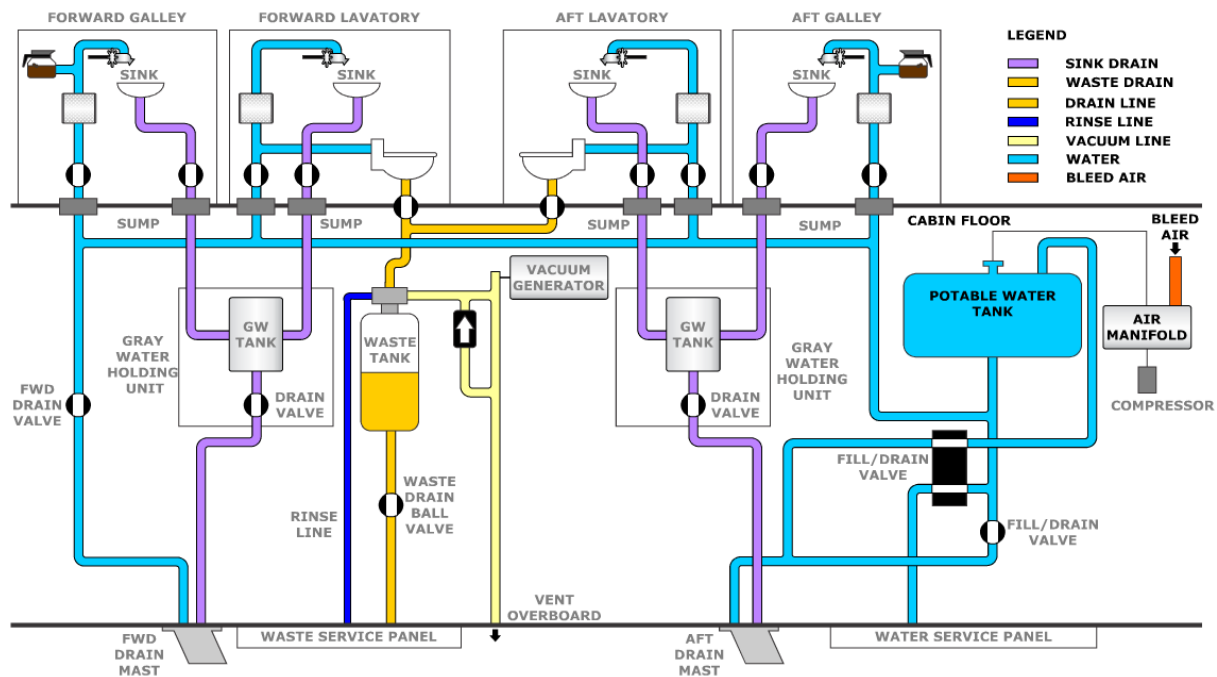 FORWARD GALLEY
FORWARD LAVATORY
AFT LAVATORY
AFT GALLEY
LEGEND
SINK DRAIN
WASTE DRAIN
DRAIN LINE
RINSE LINE
VACUUM LINE
WATER
BLEED AIR
SINK
SINK
SINK
SINK
SUMP
SUMP
SUMP
SUMP
CABIN FLOOR
BLEED
AIR
VACUUM
GENERATOR
POTABLE WATER
TANK
AIR
MANIFOLD
COMPRESSOR
GW
TANK
WASTE
TANK
GW
TANK
GRAY
WATER
HOLDING
UNIT
GRAY
WATER
HOLDING
UNIT
FWD
DRAIN
VALVE
DRAIN
VALVE
DRAIN
VALVE
FILL/DRAIN
VALVE
WASTE
DRAIN
BALL
VALVE
RINSE
LINE
FILL/DRAIN
VALVE
VENT
OVERBOARD
FWD
DRAIN
MAST
WASTE SERVICE PANEL
AFT
DRAIN
MAST
WATER SERVICE PANEL